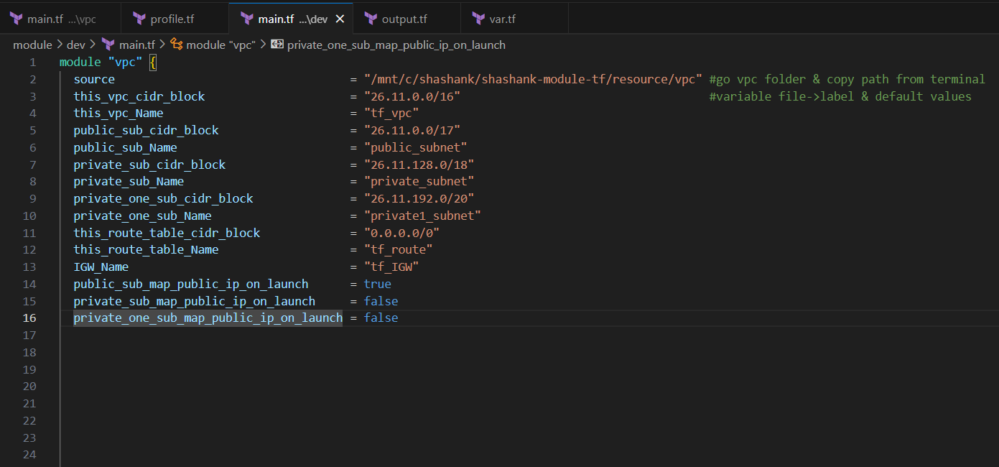 main.tf ...\vpc profile.tf main.tf ...\dev output.tf var.tf
module > dev > main.tf > module "vpc" > private_one_sub_map_public_ip_on_launch
1 module "vpc" {
2 source = "/mnt/c/shashank/shashank-module-tf/resource/vpc" #go vpc folder & copy path from terminal
3 this_vpc_cidr_block = "26.11.0.0/16" #variable file->label & default values
4 this_vpc_Name = "tf_vpc"
5 public_sub_cidr_block = "26.11.0.0/17"
6 public_sub_Name = "public_subnet"
7 private_sub_cidr_block = "26.11.128.0/18"
8 private_sub_Name = "private_subnet"
9 private_one_sub_cidr_block = "26.11.192.0/20"
10 private_one_sub_Name = "private1_subnet"
11 this_route_table_cidr_block = "0.0.0.0/0"
12 this_route_table_Name = "tf_route"
13 IGW_Name = "tf_IGW"
14 public_sub_map_public_ip_on_launch = true
15 private_sub_map_public_ip_on_launch = false
16 private_one_sub_map_public_ip_on_launch = false
17
18
19
20
21
22
23
24